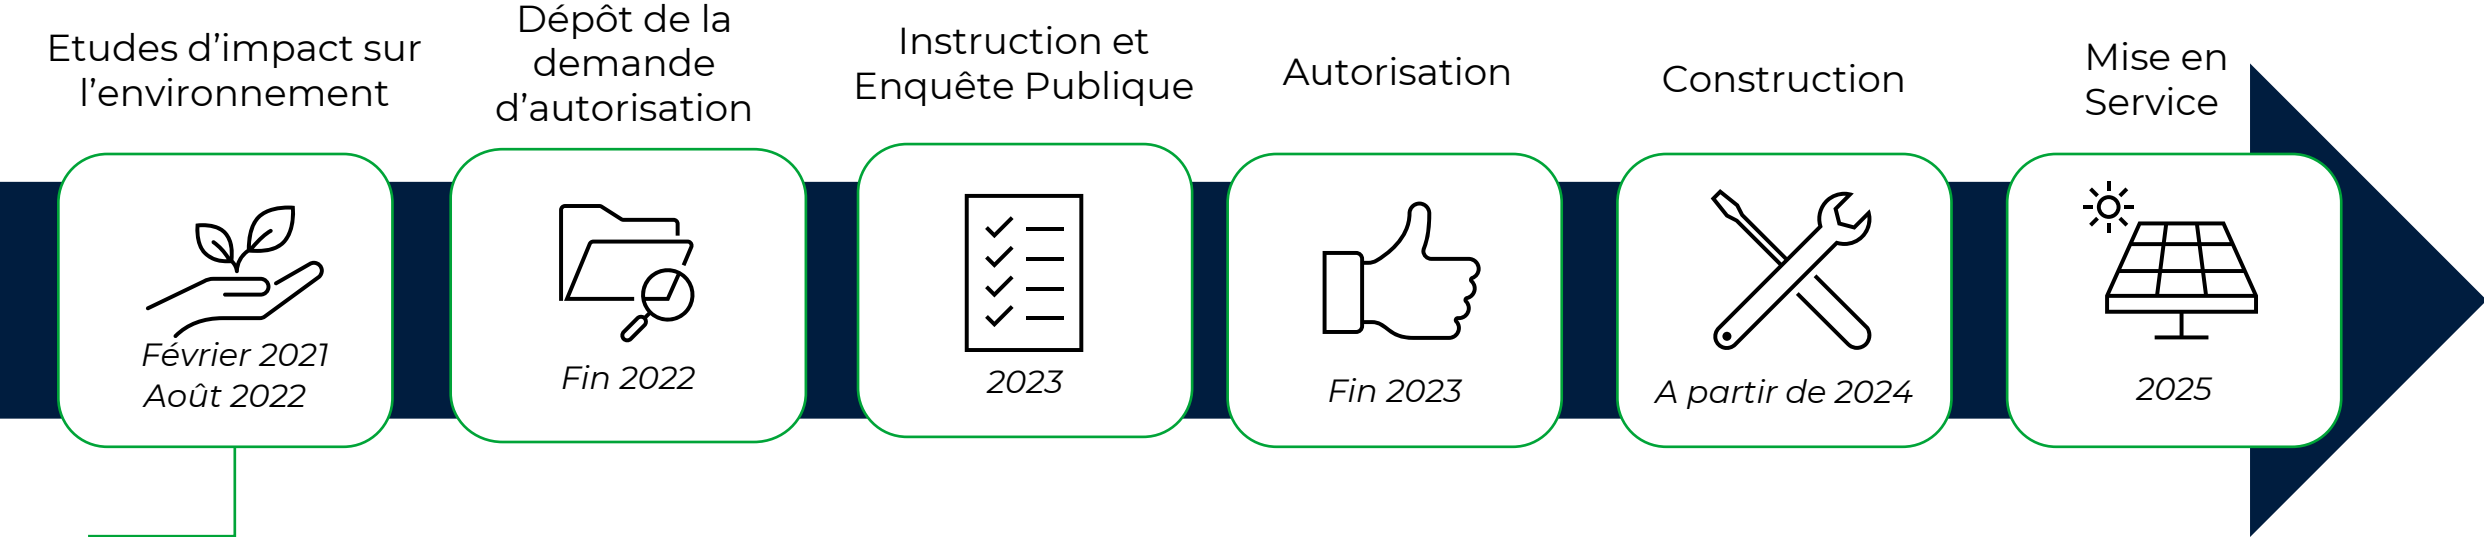 Etudes d’impact sur
l’environnement
Dépôt de la
demande
d’autorisation
Instruction et
Enquête Publique
Autorisation
Construction
Mise en
Service
Février 2021
Août 2022
Fin 2022
2023
Fin 2023
A partir de 2024
2025